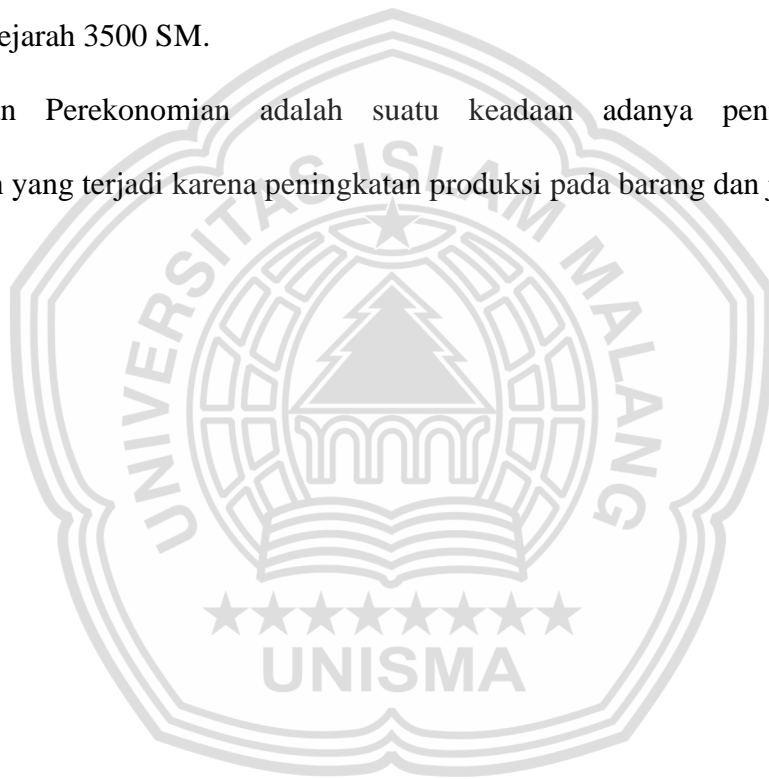 ejarah 3500 SM.
n Perekonomian adalah suatu keadaan adanya peni
n yang terjadi karena peningkatan produksi pada barang dan j
UNIVERSITAS ISLAM MALANG
UNISMA